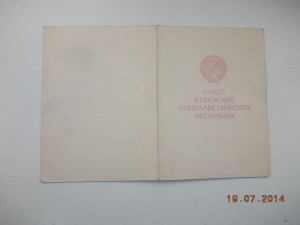 СОЮЗ
СОВЕТСКИХ
СОЦИАЛИСТИЧЕСКИХ
РЕСПУБЛИК
19.07.2014